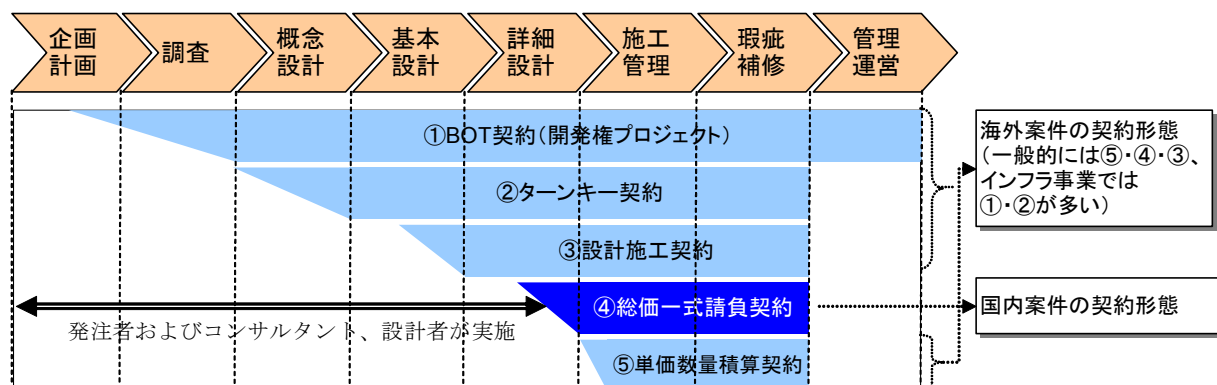 企画
計画
調査
概念
設計
基本
設計
詳細
設計
施工
管理
瑕疵
補修
管理
運営
①BOT契約(開発権プロジェクト)
②ターンキー契約
③設計施工契約
④総価一式請負契約
⑤単価数量積算契約
発注者およびコンサルタント、設計者が実施
海外案件の契約形態
(一般的には⑤・④・③、
インフラ事業では
①・②が多い)
国内案件の契約形態